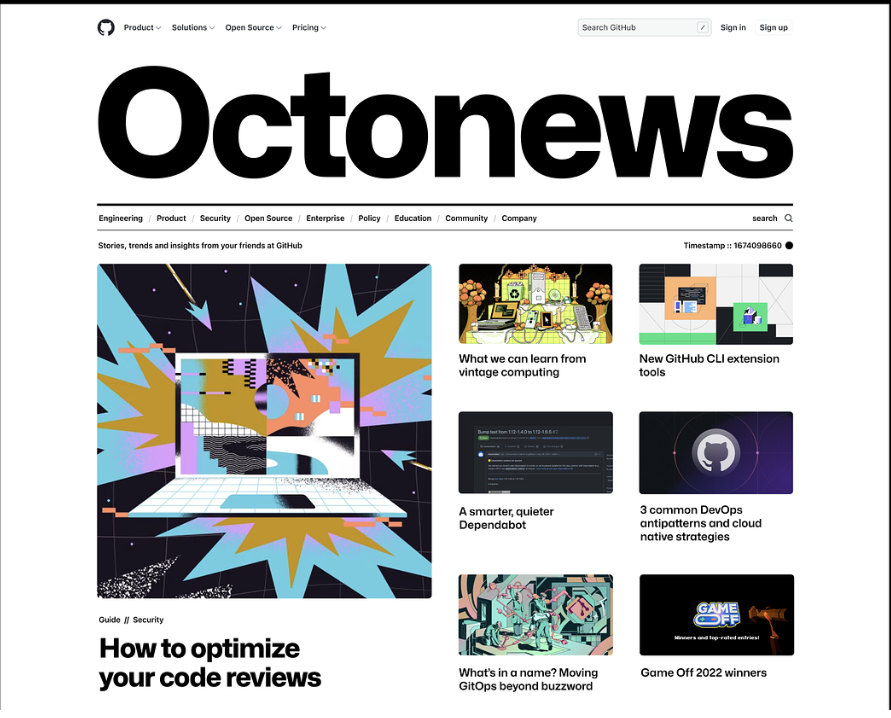 Product Solutions Open Source Pricing Search GitHub / Sign in Sign up
Octonews
Engineering / Product / Security / Open Source / Enterprise / Policy / Education / Community / Company search
Stories, trends and insights from your friends at GitHub Timestamp :: 1674098660
What we can learn from
vintage computing
New GitHub CLI extension
tools
Bump test from 1.12-1.4.0 to 1.12-1.6.5
A smarter, quieter
Dependabot
3 common DevOps
antipatterns and cloud
native strategies
GAME
OFF
Winners and top-rated entries!
Guide // Security
How to optimize
your code reviews
What's in a name? Moving
GitOps beyond buzzword
Game Off 2022 winners